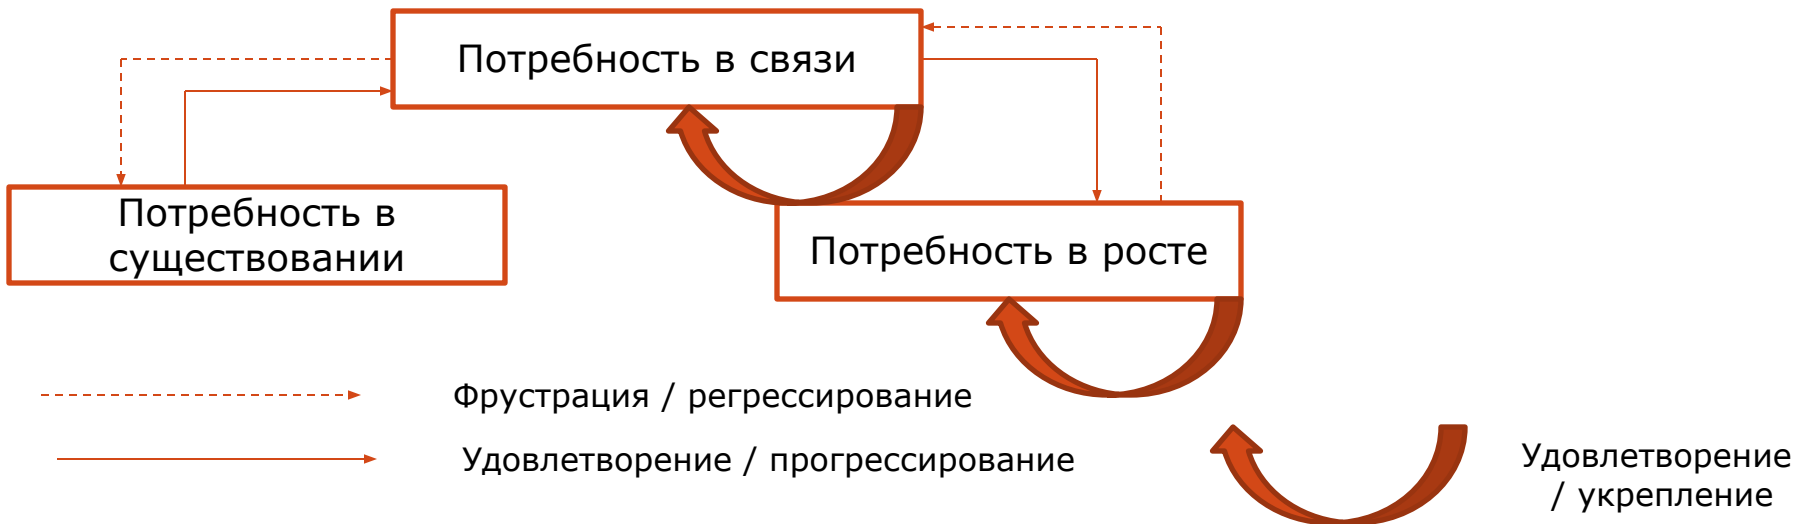 Потребность в связи
Потребность в
существовании
Потребность в росте
Фрустрация / регрессирование
Удовлетворение / прогрессирование
Удовлетворение
/ укрепление